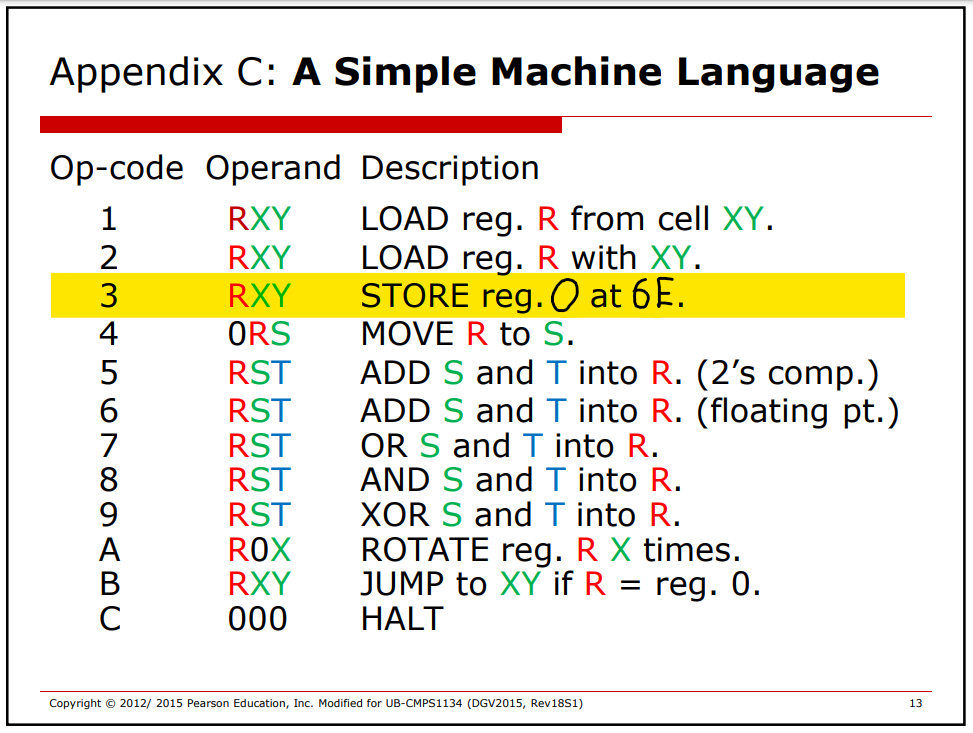 Appendix C: A Simple Machine Language
Op-code Operand Description
1 RXY LOAD reg. R from cell XY.
2 RXY LOAD reg. R with XY.
3 RXY STORE reg. 0 at 6E.
4 0RS MOVE R to S.
5 RST ADD S and T into R. (2’s comp.)
6 RST ADD S and T into R. (floating pt.)
7 RST OR S and T into R.
8 RST AND S and T into R.
9 RST XOR S and T into R.
A R0X ROTATE reg. R X times.
B RXY JUMP to XY if R = reg. 0.
C 000 HALT
Copyright © 2012/ 2015 Pearson Education, Inc. Modified for UB-CMPS1134 (DGV2015, Rev18S1) 13